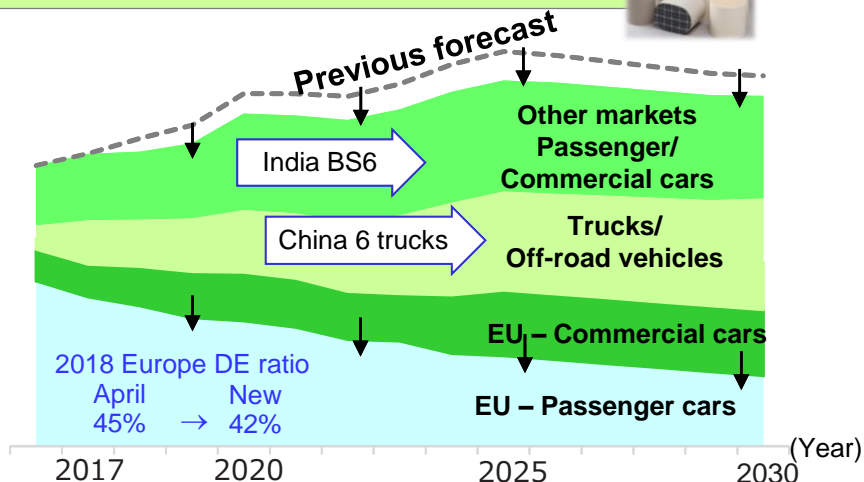 Previous forecast
Other markets
Passenger/
Commercial cars
India BS6
Trucks/
Off-road vehicles
China 6 trucks
EU – Commercial cars
2018 Europe DE ratio
April New
45% → 42%
EU – Passenger cars
(Year)
2017 2020 2025 2030